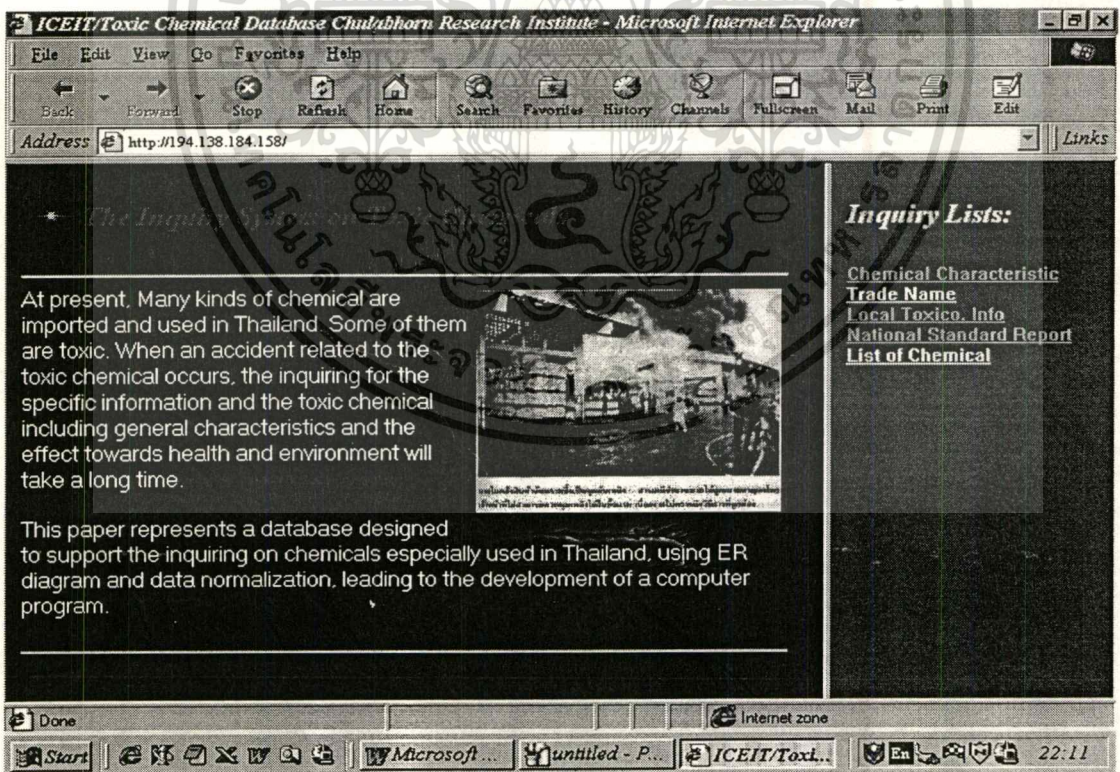 ICEIT/Toxic Chemical Database Chulabhorn Research Institute - Microsoft Internet Explorer
File Edit View Go Favorites Help
Back Forward Stop Refresh Home Search Favorites History Channels Fullscreen Mail Print Edit
Address http://194.138.184.158/ Links
The Inquiry System on
At present, Many kinds of chemical are
imported and used in Thailand. Some of them
are toxic. When an accident related to the
toxic chemical occurs, the inquiring for the
specific information and the toxic chemical
including general characteristics and the
effect towards health and environment will
take a long time.
This paper represents a database designed
to support the inquiring on chemicals especially used in Thailand, using ER
diagram and data normalization, leading to the development of a computer
program.
Inquiry Lists:
Chemical Characteristic
Trade Name
Local Toxico. Info
National Standard Report
List of Chemical
Done Internet zone
Start Microsoft ... untitled - P... ICEIT/Toxi... En 22:11